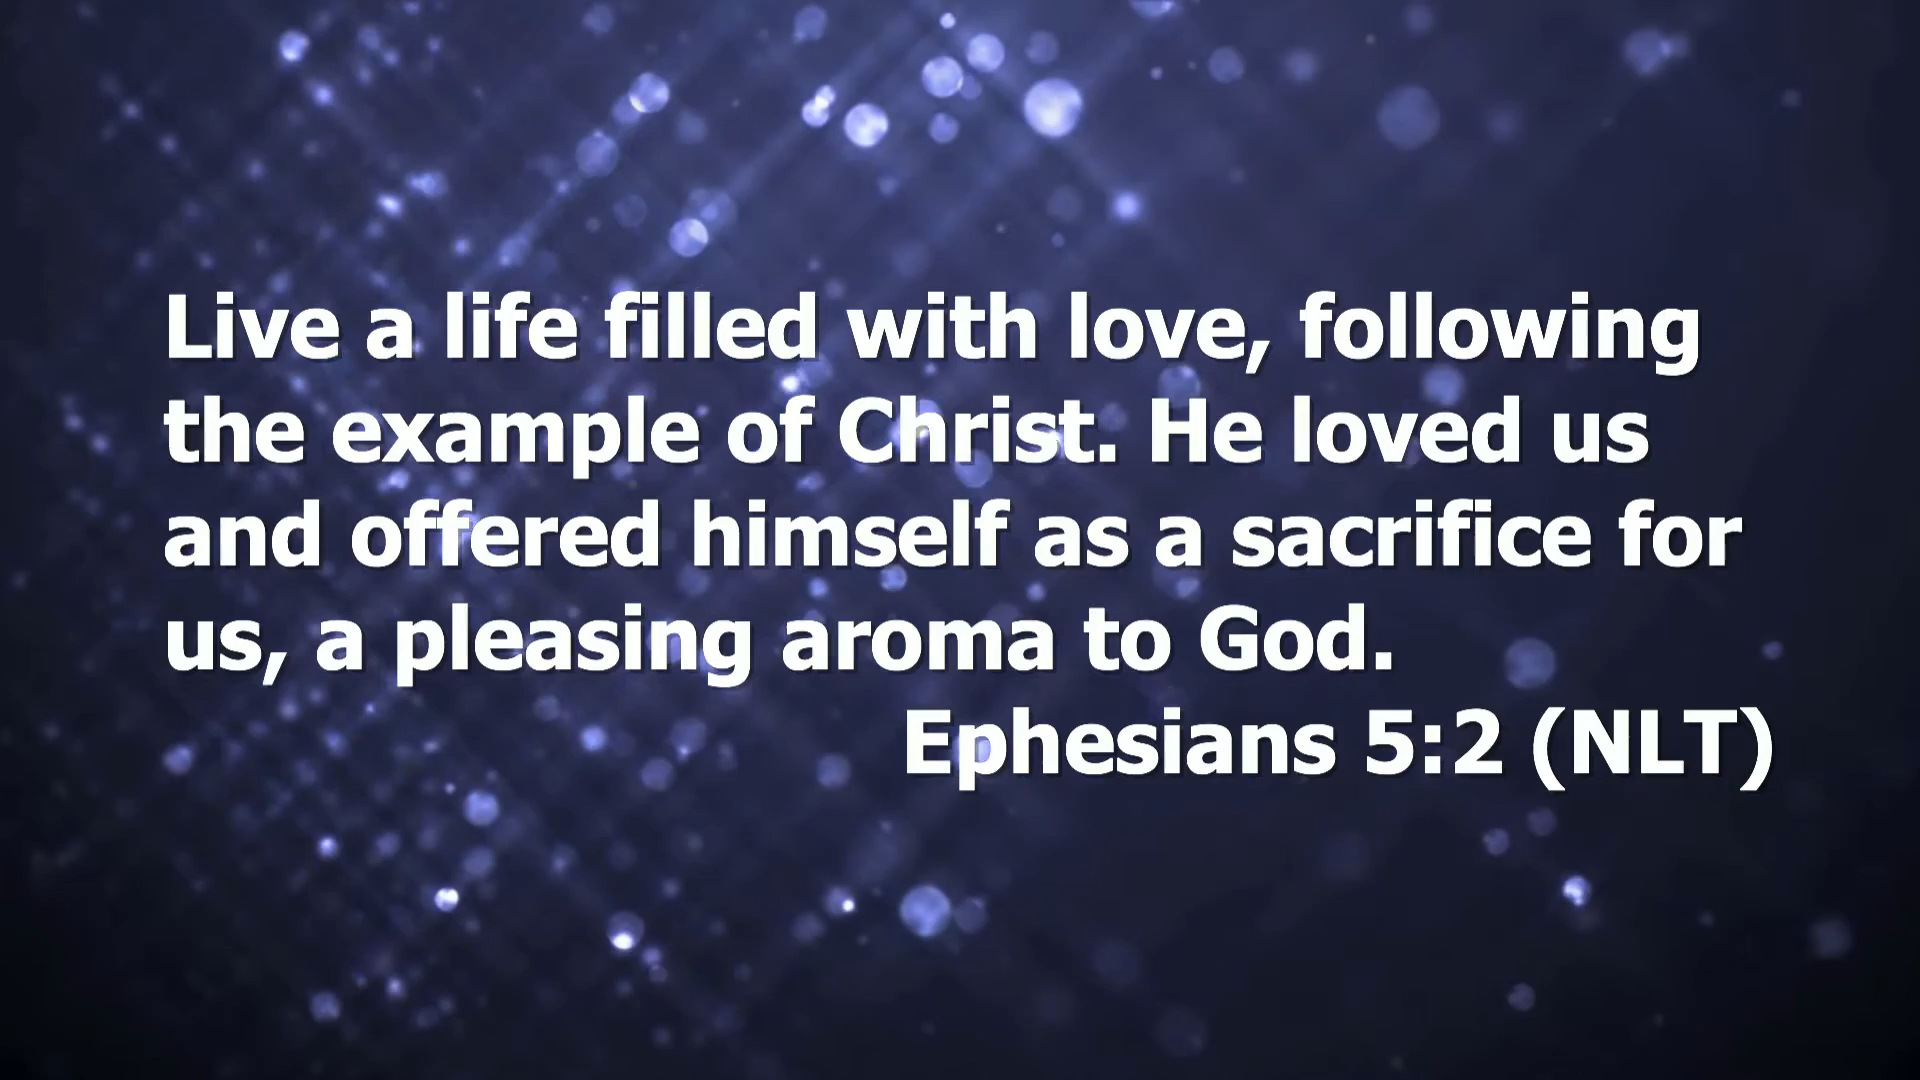 Live a life filled with love, following
the example of Christ. He loved us
and offered himself as a sacrifice for
us, a pleasing aroma to God.
Ephesians 5:2 (NLT)